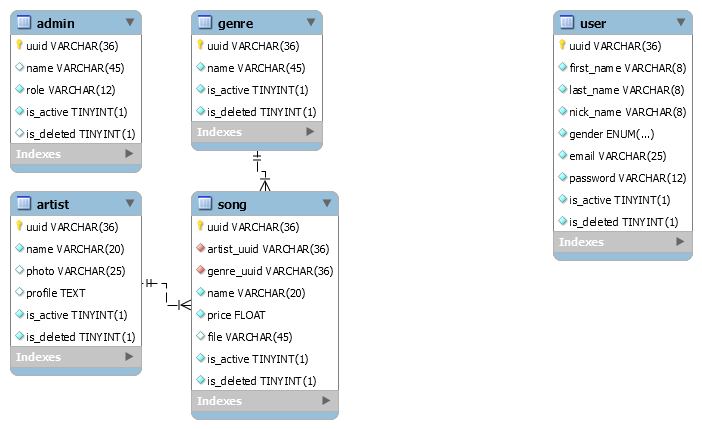 admin
uuid VARCHAR(36)
name VARCHAR(45)
role VARCHAR(12)
is_active TINYINT(1)
is_deleted TINYINT(1)
Indexes
genre
uuid VARCHAR(36)
name VARCHAR(45)
is_active TINYINT(1)
is_deleted TINYINT(1)
Indexes
user
uuid VARCHAR(36)
first_name VARCHAR(8)
last_name VARCHAR(8)
nick_name VARCHAR(8)
gender ENUM(...)
email VARCHAR(25)
password VARCHAR(12)
is_active TINYINT(1)
is_deleted TINYINT(1)
Indexes
artist
uuid VARCHAR(36)
name VARCHAR(20)
photo VARCHAR(25)
profile TEXT
is_active TINYINT(1)
is_deleted TINYINT(1)
Indexes
song
uuid VARCHAR(36)
artist_uuid VARCHAR(36)
genre_uuid VARCHAR(36)
name VARCHAR(20)
price FLOAT
file VARCHAR(45)
is_active TINYINT(1)
is_deleted TINYINT(1)
Indexes